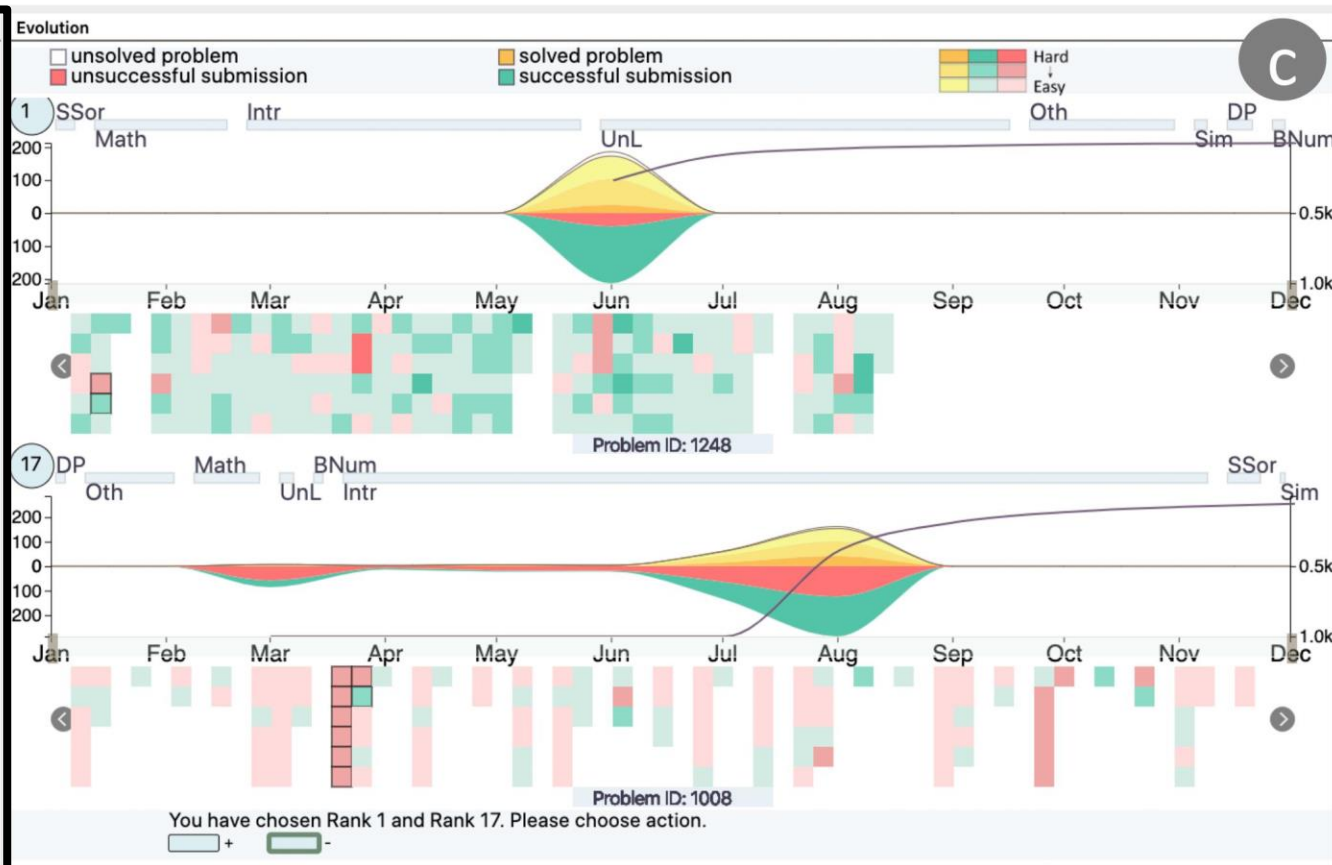 Evolution
unsolved problem solved problem Hard
unsuccessful submission successful submission ↓
Easy
C
1 SSor Intr Oth DP
Math UnL Sim BNum
200
100
0 0.5k
100
200 1.0k
Jan Feb Mar Apr May Jun Jul Aug Sep Oct Nov Dec
< >
Problem ID: 1248
17 DP Math BNum SSor
Oth UnL Intr Sim
200
100
0 0.5k
100
200
1.0k
Jan Feb Mar Apr May Jun Jul Aug Sep Oct Nov Dec
< >
Problem ID: 1008
You have chosen Rank 1 and Rank 17. Please choose action.
+ -